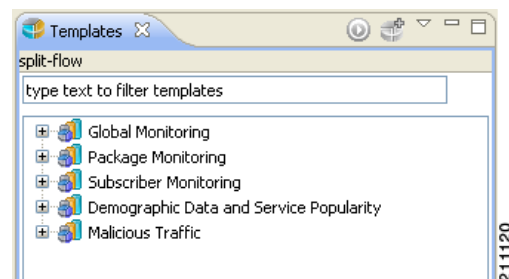 Templates
split-flow
type text to filter templates
Global Monitoring
Package Monitoring
Subscriber Monitoring
Demographic Data and Service Popularity
Malicious Traffic
211120